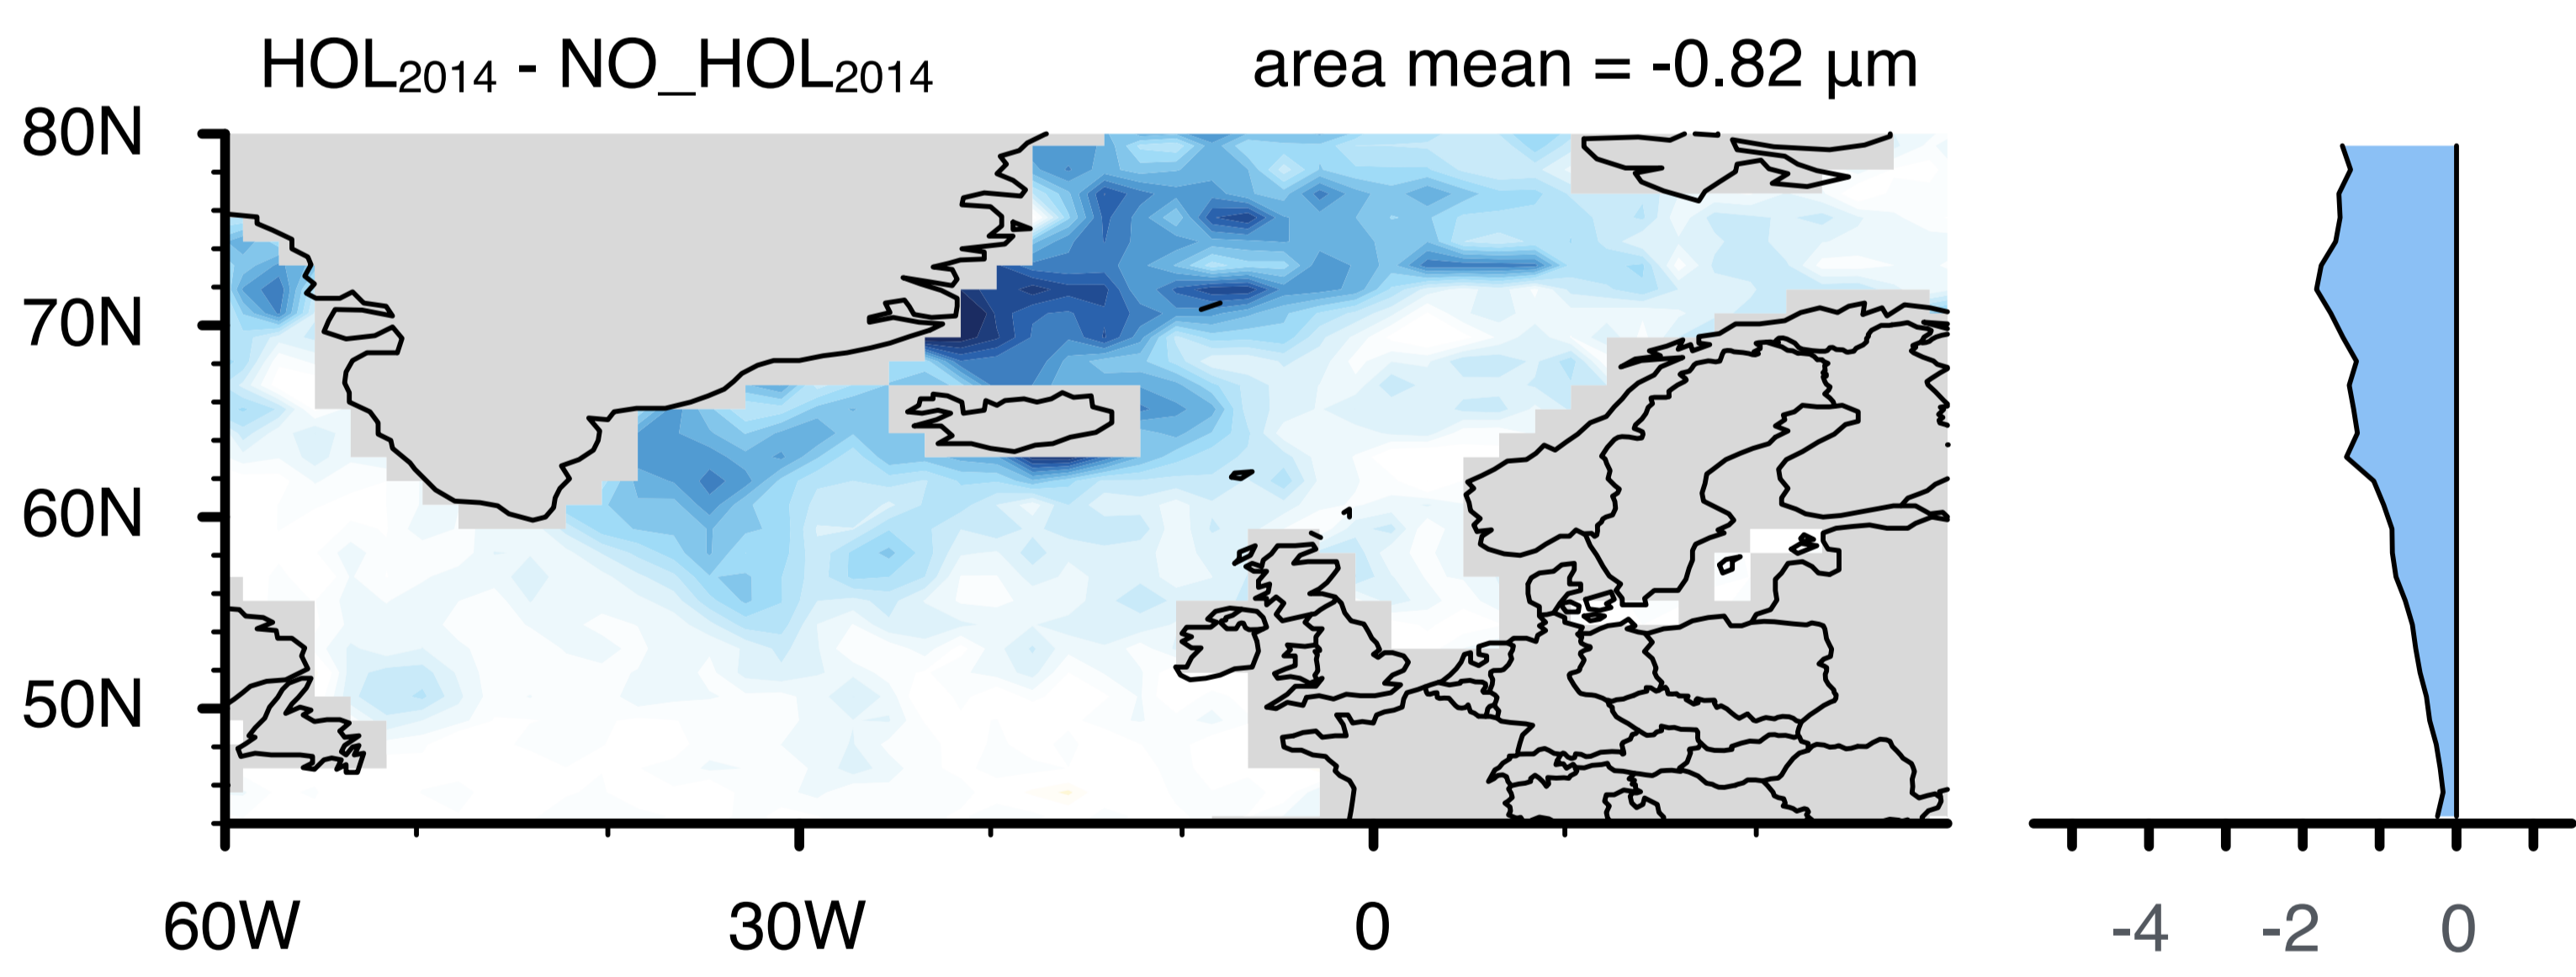 HOL2014 - NO_HOL2014
area mean = -0.82 µm
80N
70N
60N
50N
60W
30W
0
-4
-2
0